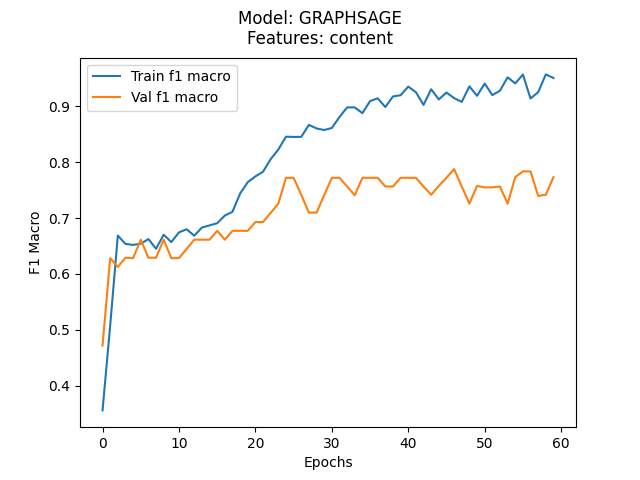 Model: GRAPHSAGE
Features: content
Train f1 macro
Val f1 macro
F1 Macro
0.9
0.8
0.7
0.6
0.5
0.4
0 10 20 30 40 50 60
Epochs